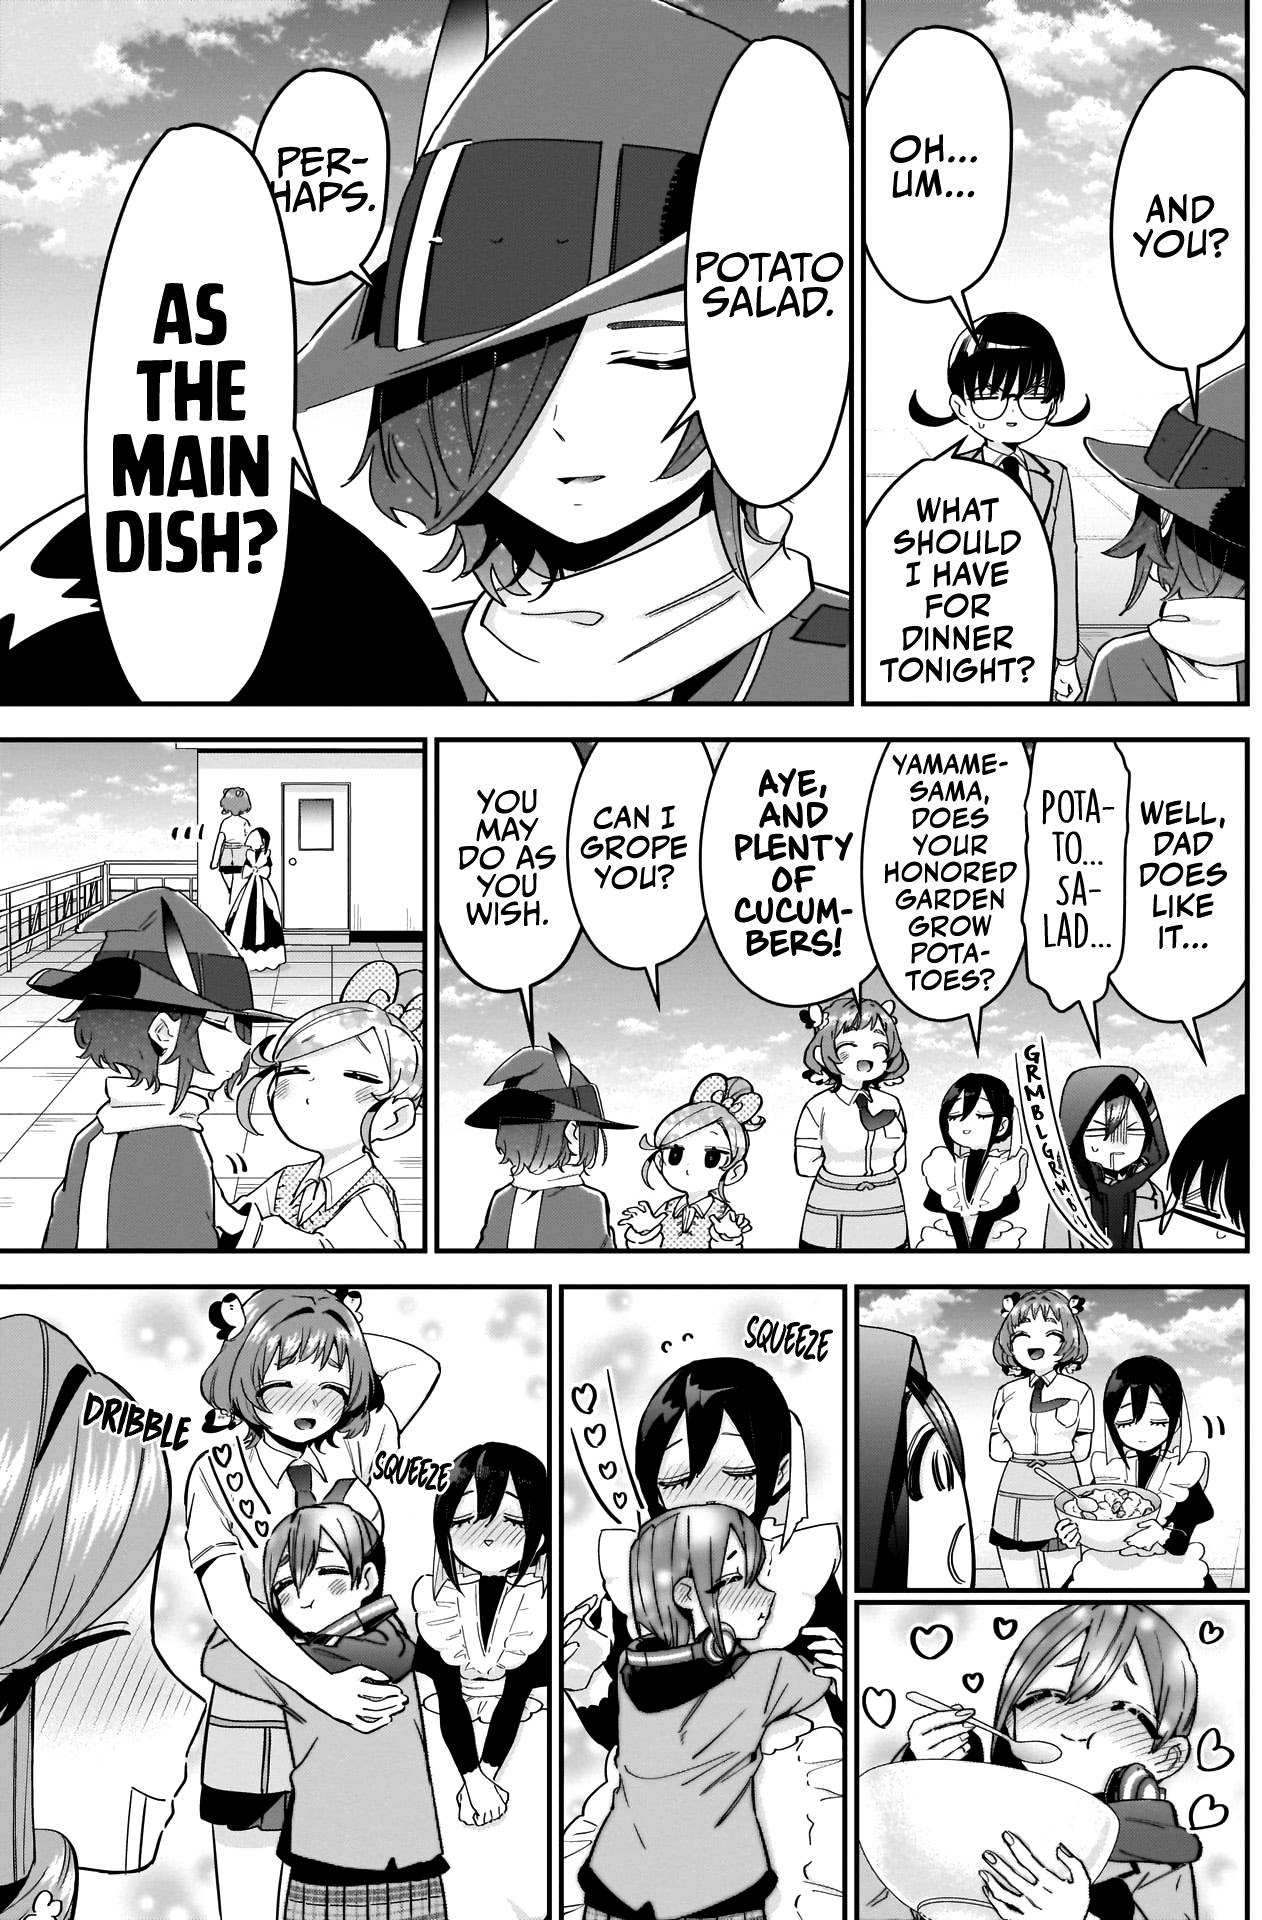 AND
YOU?
OH...
UM...
WHAT
SHOULD
I HAVE
FOR
DINNER
TONIGHT?
POTATO
SALAD.
PER-
HAPS.
AS
THE
MAIN
DISH?
WELL,
DAD
DOES
LIKE
IT...
POTA-
TO...
SA-
LAD...
GRMBLGRMBL
YAMAME-
SAMA,
DOES
YOUR
HONORED
GARDEN
GROW
POTA-
TOES?
AYE,
AND
PLENTY
OF
CUCUM-
BERS!
CAN I
GROPE
YOU?
YOU
MAY
DO AS
YOU
WISH.
SQUEEZE
SQUEEZE
DRIBBLE